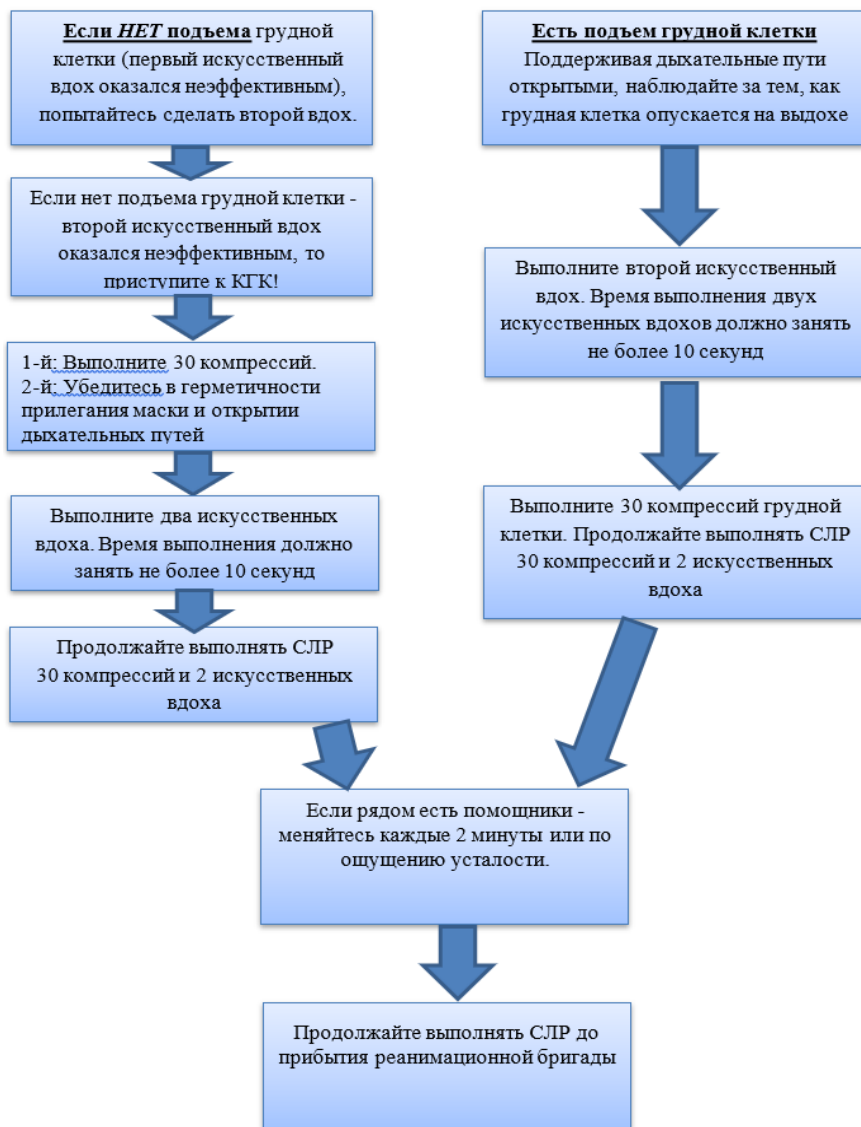 Если НЕТ подъема грудной
клетки (первый искусственный
вдох оказался неэффективным),
попытайтесь сделать второй вдох.
Если нет подъема грудной клетки -
второй искусственный вдох
оказался неэффективным, то
приступите к КГК!
1-й: Выполните 30 компрессий.
2-й: Убедитесь в герметичности
прилегания маски и открытии
дыхательных путей
Выполните два искусственных
вдоха. Время выполнения должно
занять не более 10 секунд
Продолжайте выполнять СЛР
30 компрессий и 2 искусственных
вдоха
Есть подъем грудной клетки
Поддерживая дыхательные пути
открытыми, наблюдайте за тем, как
грудная клетка опускается на выдохе
Выполните второй искусственный
вдох. Время выполнения двух
искусственных вдохов должно занять
не более 10 секунд
Выполните 30 компрессий грудной
клетки. Продолжайте выполнять СЛР
30 компрессий и 2 искусственных
вдоха
Если рядом есть помощники -
меняйтесь каждые 2 минуты или по
ощущению усталости.
Продолжайте выполнять СЛР до
прибытия реанимационной бригады